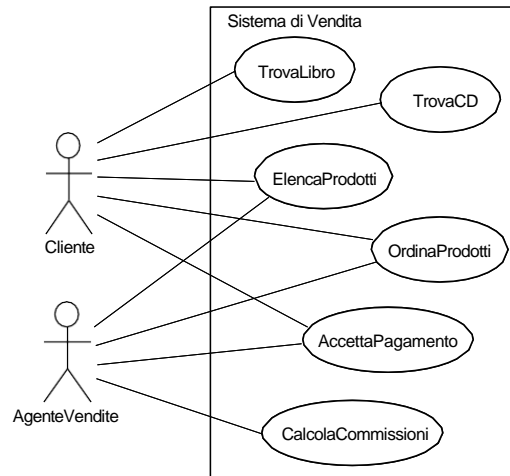 Sistema di Vendita
TrovaLibro
TrovaCD
ElencaProdotti
Cliente
OrdinaProdotti
AccettaPagamento
AgenteVendite
CalcolaCommissioni